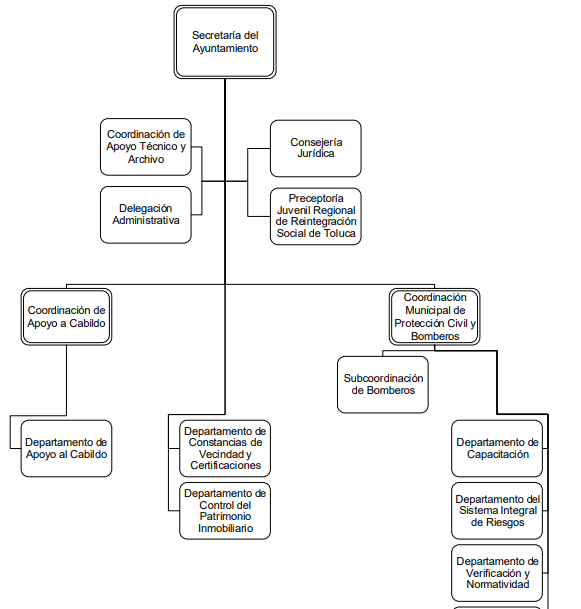 Secretaría del
Ayuntamiento
Coordinación de
Apoyo Técnico y
Archivo
Consejería
Jurídica
Delegación
Administrativa
Preceptoría
Juvenil Regional
de Reintegración
Social de Toluca
Coordinación de
Apoyo a Cabildo
Coordinación
Municipal de
Protección Civil y
Bomberos
Subcoordinación
de Bomberos
Departamento de
Apoyo al Cabildo
Departamento de
Constancias de
Vecindad y
Certificaciones
Departamento de
Capacitación
Departamento de
Control del
Patrimonio
Inmobiliario
Departamento del
Sistema Integral
de Riesgos
Departamento de
Verificación y
Normatividad